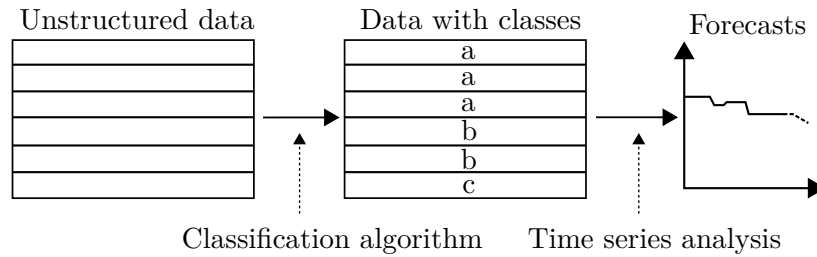 Unstructured data
Data with classes
Forecasts
a
a
a
b
b
c
Classification algorithm
Time series analysis